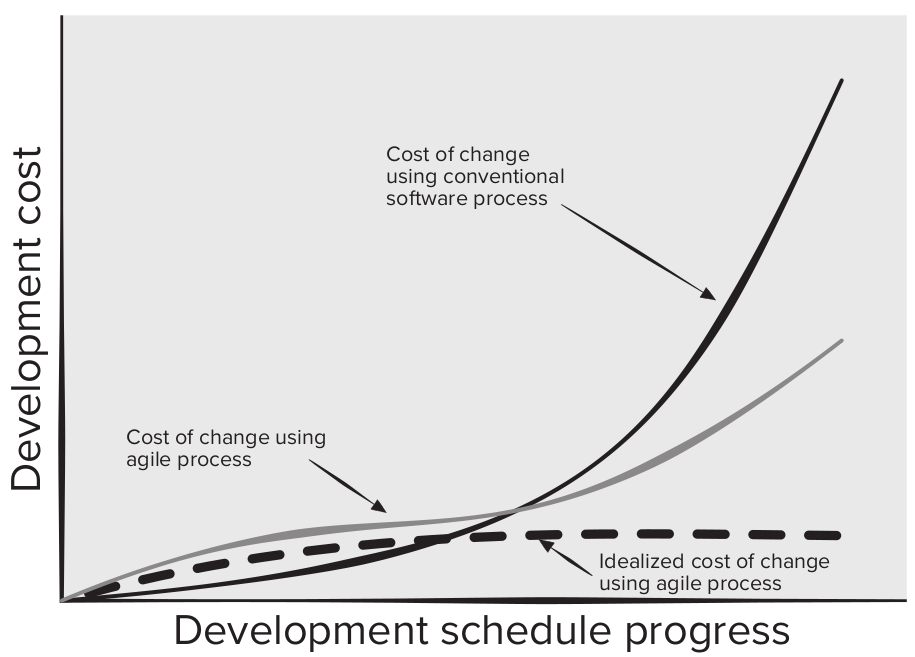 Development cost
Cost of change
using conventional
software process
Cost of change using
agile process
Idealized cost of change
using agile process
Development schedule progress